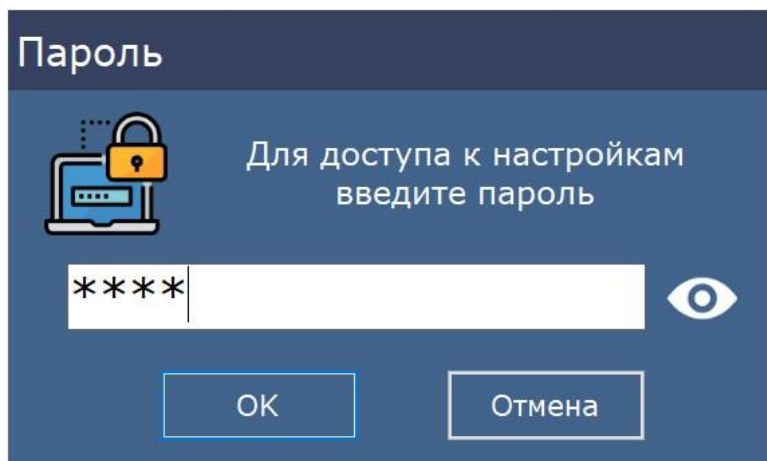 Пароль
Для доступа к настройкам
введите пароль
****
OK
Отмена